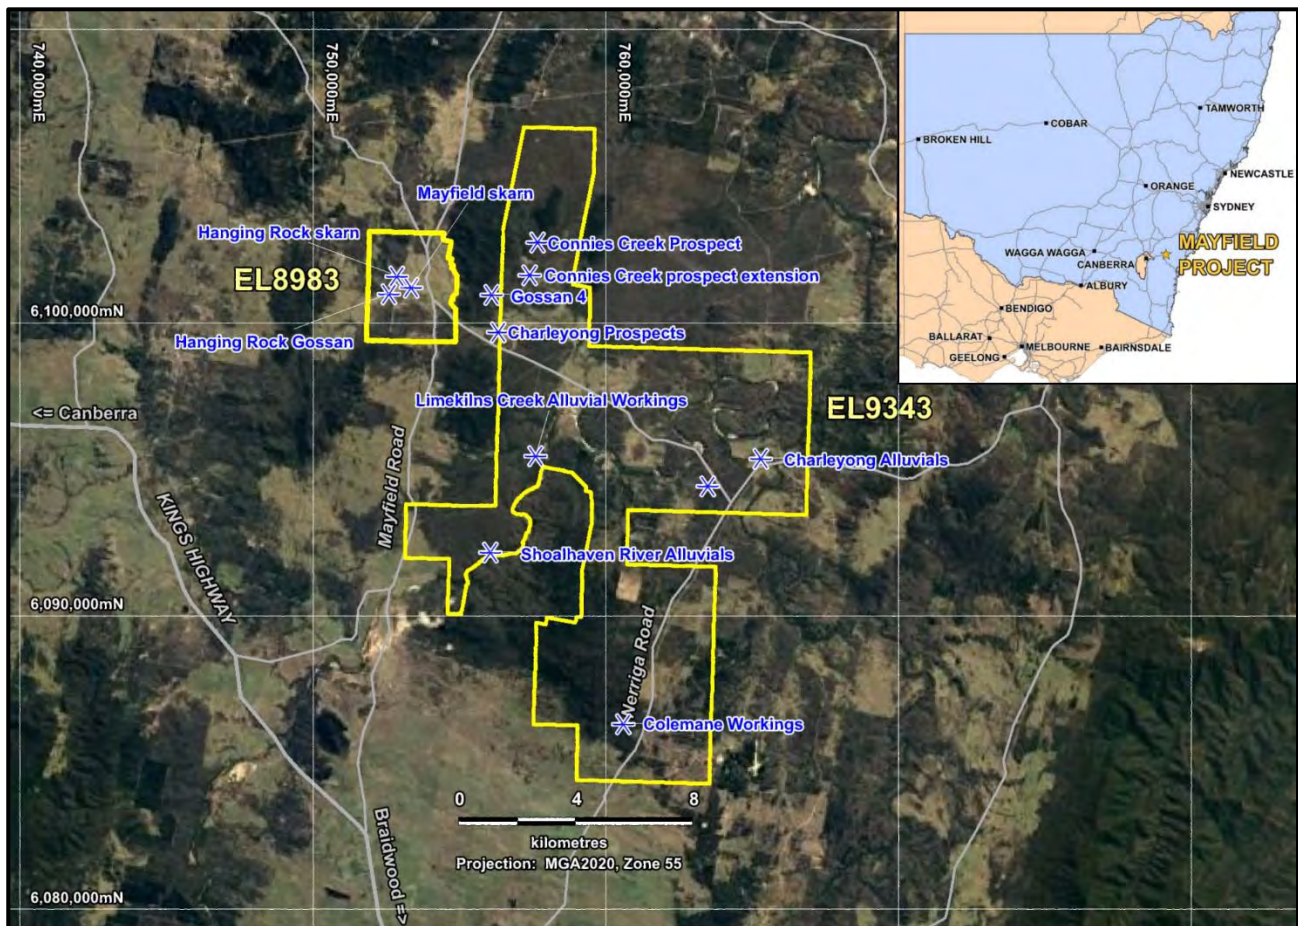 740,000mE
750,000mE
760,000mE
Mayfield skarn
Hanging Rock skarn
EL8983
Connies Creek Prospect
Connies Creek prospect extension
Gossan 4
6,100,000mN
Hanging Rock Gossan
Charleyong Prospects
Limekilns Creek Alluvial Workings
<= Canberra
EL9343
Charleyong Alluvials
Mayfield Road
KINGS HIGHWAY
Shoalhaven River Alluvials
6,090,000mN
Nerriga Road
Colemane Workings
0 4 8
kilometres
Projection: MGA2020, Zone 55
Braidwood =>
6,080,000mN
TAMWORTH
COBAR
BROKEN HILL
NEWCASTLE
ORANGE
SYDNEY
WAGGA WAGGA
CANBERRA
MAYFIELD
PROJECT
ALBURY
BENDIGO
BALLARAT
MELBOURNE
BAIRNSDALE
GEELONG